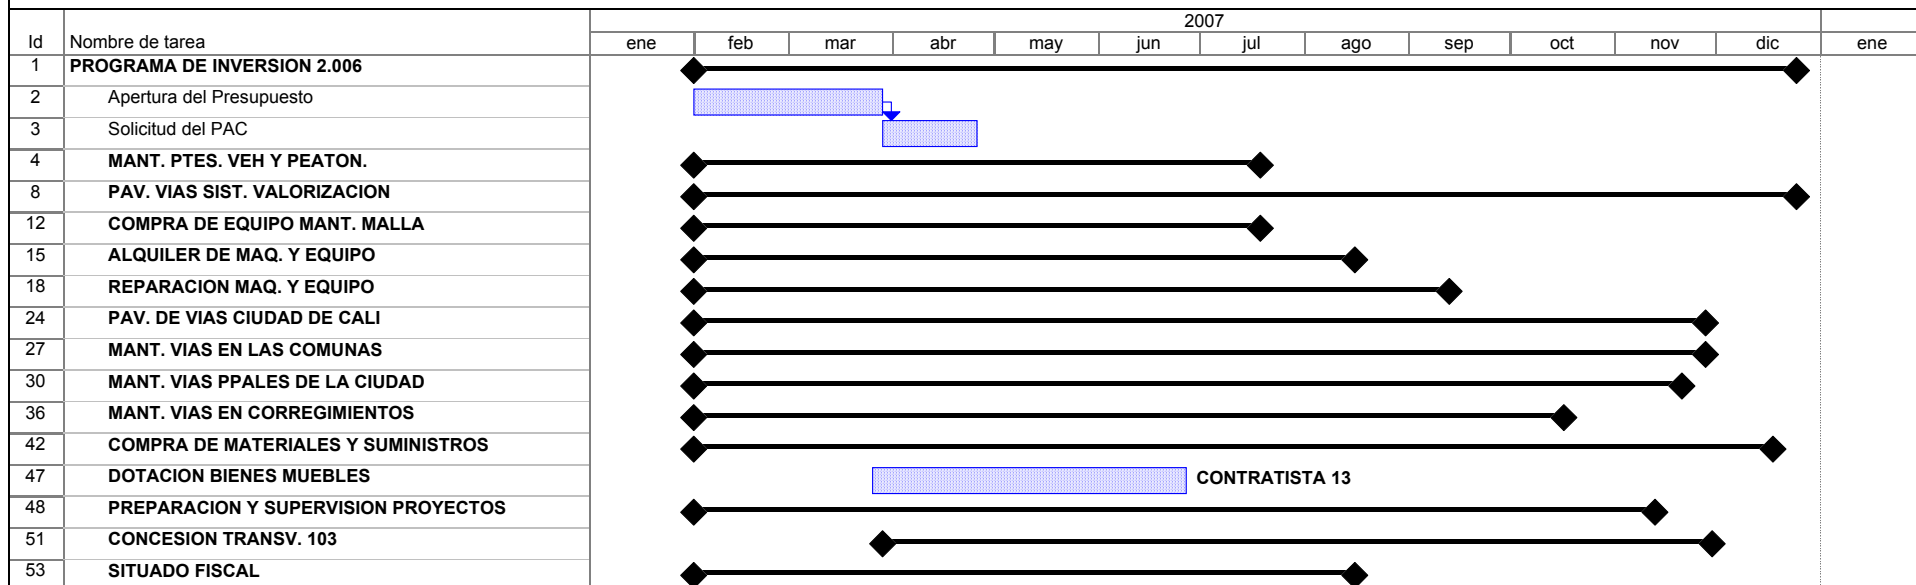 2007
Id Nombre de tarea ene feb mar abr may jun jul ago sep oct nov dic ene
1 PROGRAMA DE INVERSION 2.006
2 Apertura del Presupuesto
3 Solicitud del PAC
4 MANT. PTES. VEH Y PEATON.
8 PAV. VIAS SIST. VALORIZACION
12 COMPRA DE EQUIPO MANT. MALLA
15 ALQUILER DE MAQ. Y EQUIPO
18 REPARACION MAQ. Y EQUIPO
24 PAV. DE VIAS CIUDAD DE CALI
27 MANT. VIAS EN LAS COMUNAS
30 MANT. VIAS PPALES DE LA CIUDAD
36 MANT. VIAS EN CORREGIMIENTOS
42 COMPRA DE MATERIALES Y SUMINISTROS
47 DOTACION BIENES MUEBLES CONTRATISTA 13
48 PREPARACION Y SUPERVISION PROYECTOS
51 CONCESION TRANSV. 103
53 SITUADO FISCAL